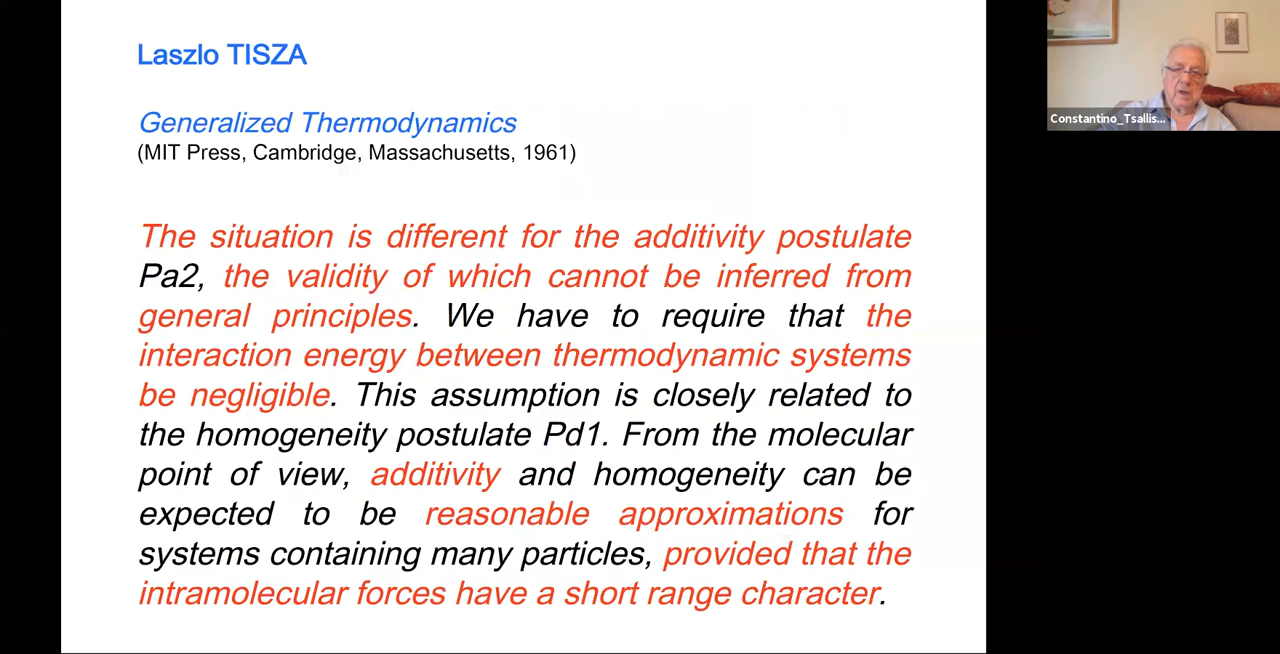 Laszlo TISZA
Generalized Thermodynamics
(MIT Press, Cambridge, Massachusetts, 1961)
The situation is different for the additivity postulate
Pa2, the validity of which cannot be inferred from
general principles. We have to require that the
interaction energy between thermodynamic systems
be negligible. This assumption is closely related to
the homogeneity postulate Pd1. From the molecular
point of view, additivity and homogeneity can be
expected to be reasonable approximations for
systems containing many particles, provided that the
intramolecular forces have a short range character.
Constantino_Tsallis...